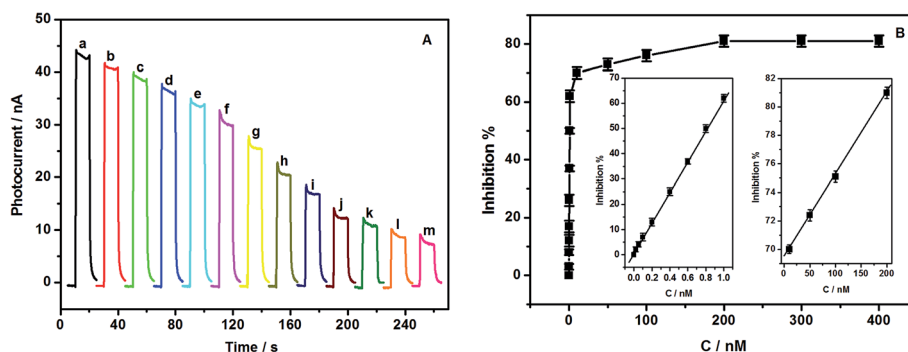 A
Photocurrent / nA
50
40
30
20
10
0
a
b
c
d
e
f
g
h
i
j
k
l
m
0 40 80 120 160 200 240
Time / s
B
Inhibition %
80
60
40
20
0
0 100 200 300 400
C / nM
Inhibition %
70
60
50
40
30
20
10
0
0.0 0.2 0.4 0.6 0.8 1.0
C / nM
Inhibition %
82
80
78
76
74
72
70
0 50 100 150 200
C / nM